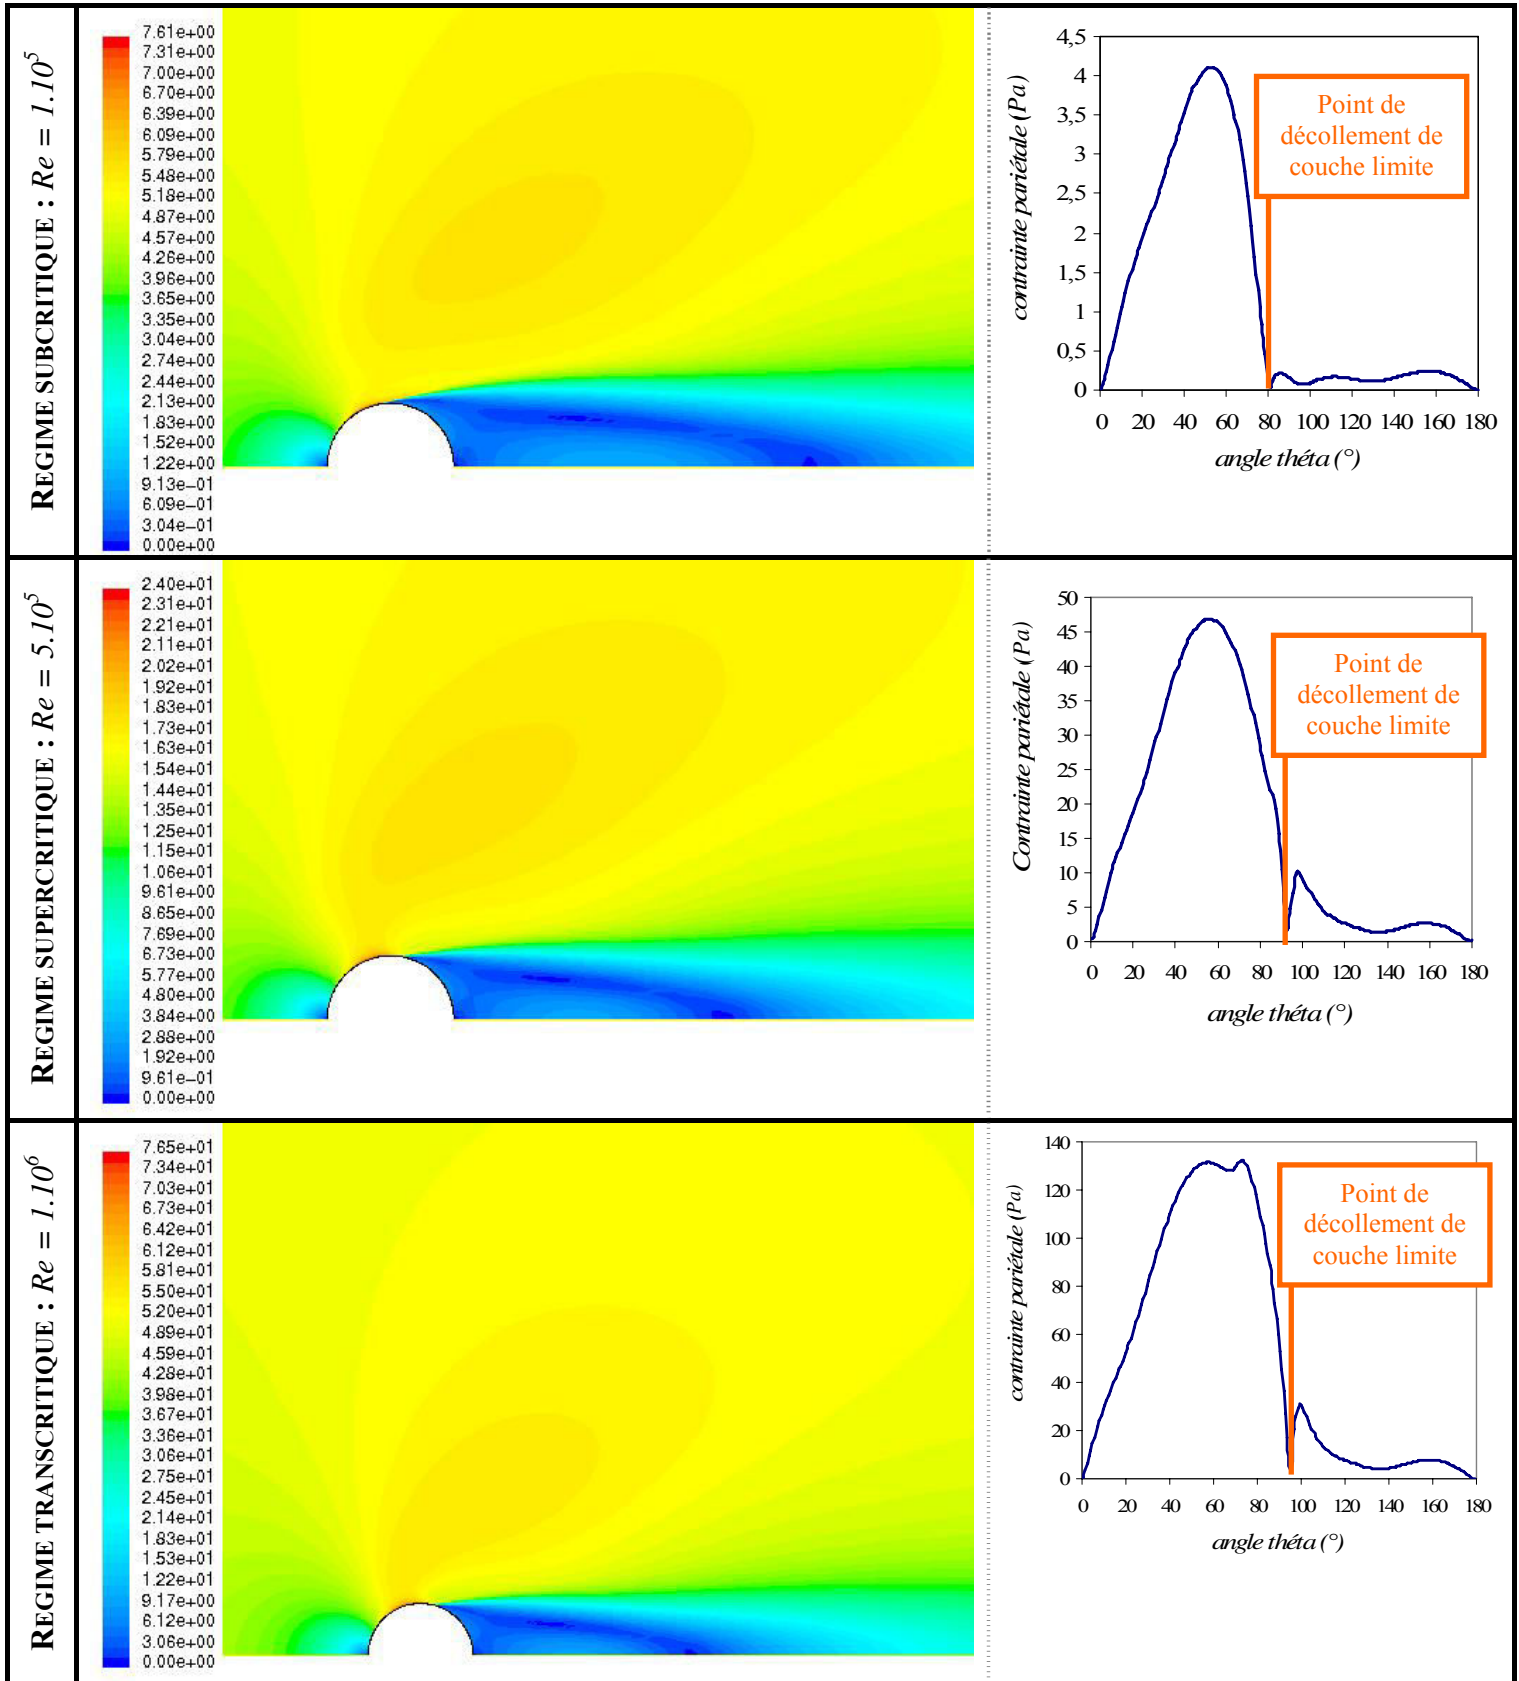 REGIME SUBCRITIQUE : Re = 1.10⁵
7.61e+00
7.31e+00
7.00e+00
6.70e+00
6.39e+00
6.09e+00
5.79e+00
5.48e+00
5.18e+00
4.87e+00
4.57e+00
4.26e+00
3.96e+00
3.65e+00
3.35e+00
3.04e+00
2.74e+00
2.44e+00
2.13e+00
1.83e+00
1.52e+00
1.22e+00
9.13e-01
6.09e-01
3.04e-01
0.00e+00
contrainte pariétale (Pa)
4,5
4
3,5
3
2,5
2
1,5
1
0,5
0
Point de
décollement de
couche limite
0 20 40 60 80 100 120 140 160 180
angle théta (°)
REGIME SUPERCRITIQUE : Re = 5.10⁵
2.40e+01
2.31e+01
2.21e+01
2.11e+01
2.02e+01
1.92e+01
1.83e+01
1.73e+01
1.63e+01
1.54e+01
1.44e+01
1.35e+01
1.25e+01
1.15e+01
1.06e+01
9.61e+00
8.65e+00
7.69e+00
6.73e+00
5.77e+00
4.80e+00
3.84e+00
2.88e+00
1.92e+00
9.61e-01
0.00e+00
Contrainte pariétale (Pa)
50
45
40
35
30
25
20
15
10
5
0
Point de
décollement de
couche limite
0 20 40 60 80 100 120 140 160 180
angle théta (°)
REGIME TRANSCRITIQUE : Re = 1.10⁶
7.65e+01
7.34e+01
7.03e+01
6.73e+01
6.42e+01
6.12e+01
5.81e+01
5.50e+01
5.20e+01
4.89e+01
4.59e+01
4.28e+01
3.98e+01
3.67e+01
3.36e+01
3.06e+01
2.75e+01
2.45e+01
2.14e+01
1.83e+01
1.53e+01
1.22e+01
9.17e+00
6.12e+00
3.06e+00
0.00e+00
contrainte pariétale (Pa)
140
120
100
80
60
40
20
0
Point de
décollement de
couche limite
0 20 40 60 80 100 120 140 160 180
angle théta (°)